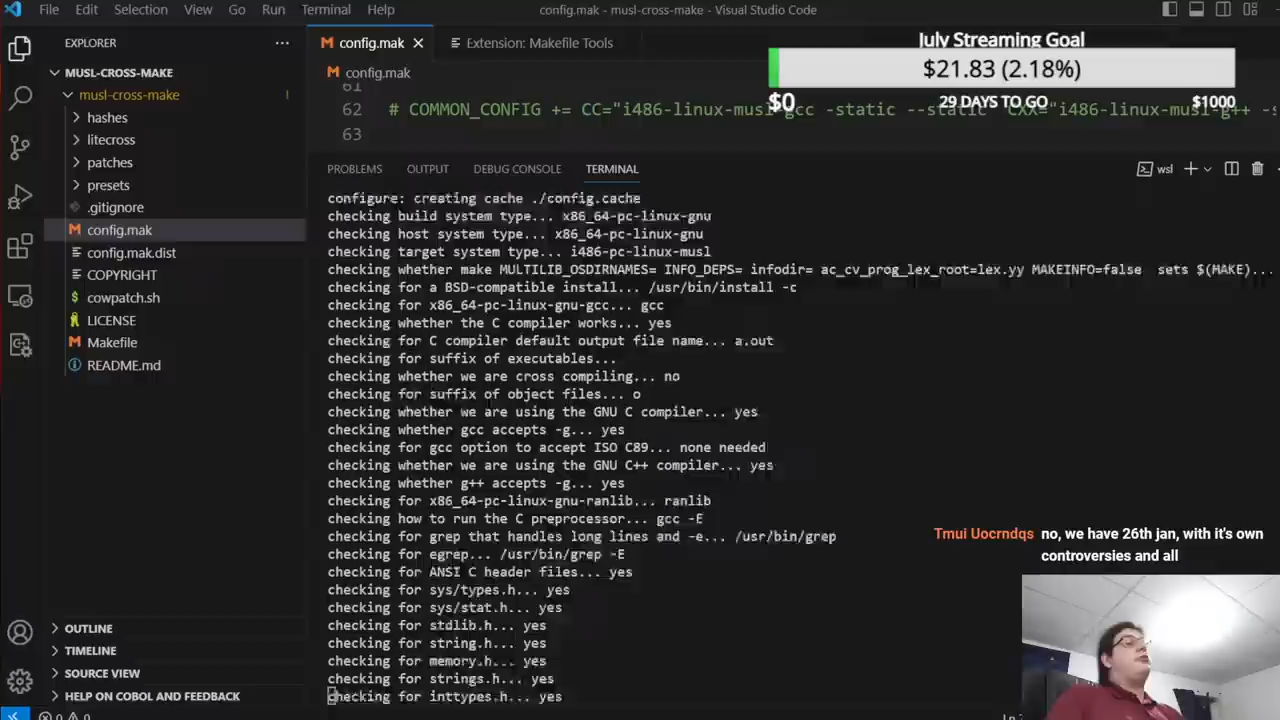 File Edit Selection View Go Run Terminal Help
config.mak - musl-cross-make - Visual Studio Code
EXPLORER
config.mak
Extension: Makefile Tools
July Streaming Goal
$21.83 (2.18%)
$0
29 DAYS TO GO
$1000
MUSL-CROSS-MAKE
musl-cross-make
!
hashes
litecross
patches
presets
.gitignore
config.mak
config.mak.dist
COPYRIGHT
cowpatch.sh
LICENSE
Makefile
README.md
OUTLINE
TIMELINE
SOURCE VIEW
HELP ON COBOL AND FEEDBACK
config.mak
61
62 # COMMON_CONFIG += CC="i486-linux-musl-gcc -static --static" CXX="i486-linux-musl-g++ -s
63
PROBLEMS OUTPUT DEBUG CONSOLE TERMINAL
wsl
configure: creating cache ./config.cache
checking build system type... x86_64-pc-linux-gnu
checking host system type... x86_64-pc-linux-gnu
checking target system type... i486-pc-linux-musl
checking whether make MULTILIB_OSDIRNAMES= INFO_DEPS= infodir= ac_cv_prog_lex_root=lex.yy MAKEINFO=false  sets $(MAKE)...
checking for a BSD-compatible install... /usr/bin/install -c
checking for x86_64-pc-linux-gnu-gcc... gcc
checking whether the C compiler works... yes
checking for C compiler default output file name... a.out
checking for suffix of executables...
checking whether we are cross compiling... no
checking for suffix of object files... o
checking whether we are using the GNU C compiler... yes
checking whether gcc accepts -g... yes
checking for gcc option to accept ISO C89... none needed
checking whether we are using the GNU C++ compiler... yes
checking whether g++ accepts -g... yes
checking for x86_64-pc-linux-gnu-ranlib... ranlib
checking how to run the C preprocessor... gcc -E
checking for grep that handles long lines and -e... /usr/bin/grep
checking for egrep... /usr/bin/grep -E
checking for ANSI C header files... yes
checking for sys/types.h... yes
checking for sys/stat.h... yes
checking for stdlib.h... yes
checking for string.h... yes
checking for memory.h... yes
checking for strings.h... yes
checking for inttypes.h... yes
Tmui Uocrndqs no, we have 26th jan, with it's own
controversies and all